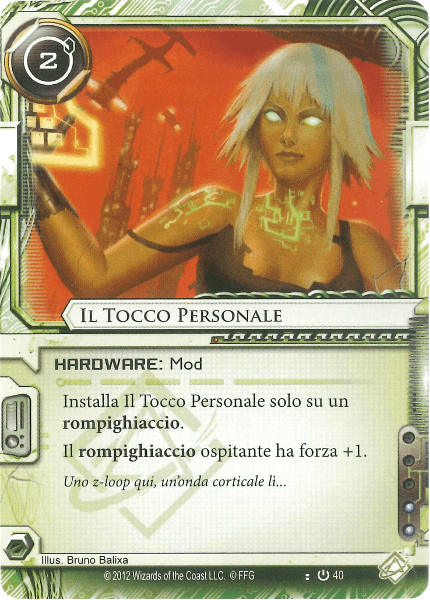 2
IL TOCCO PERSONALE
HARDWARE: Mod
Installa Il Tocco Personale solo su un
rompighiaccio.
Il rompighiaccio ospitante ha forza +1.
Uno z-loop qui, un'onda corticale lì...
Illus. Bruno Balixa
© 2012 Wizards of the Coast LLC. © FFG
40